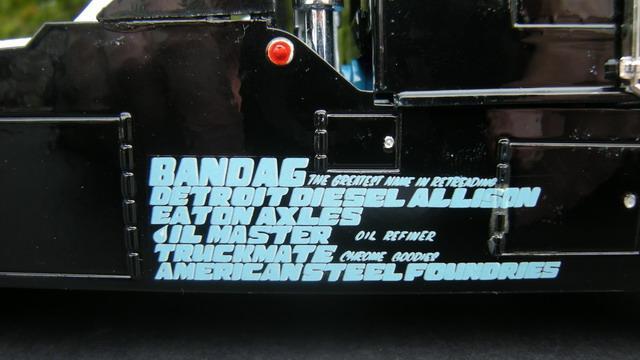 BANDAG THE GREATEST NAME IN RETREADING
DETROIT DIESEL ALLISON
EATON AXLES
OIL MASTER OIL REFINER
TRUCKMATE CHROME GOODIES
AMERICAN STEEL FOUNDRIES